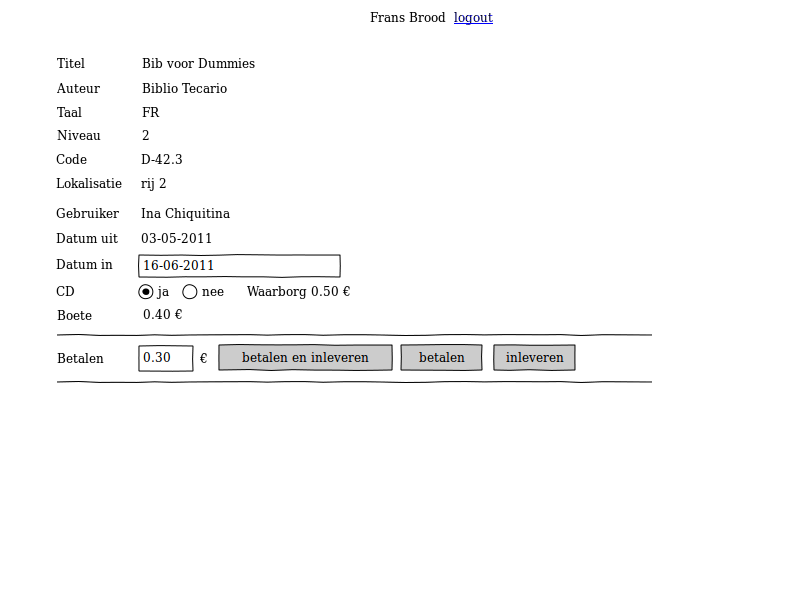 Frans Brood logout
Titel Bib voor Dummies
Auteur Biblio Tecario
Taal FR
Niveau 2
Code D-42.3
Lokalisatie rij 2
Gebruiker Ina Chiquitina
Datum uit 03-05-2011
Datum in 16-06-2011
CD ja nee Waarborg 0.50 €
Boete 0.40 €
Betalen 0.30 € betalen en inleveren betalen inleveren